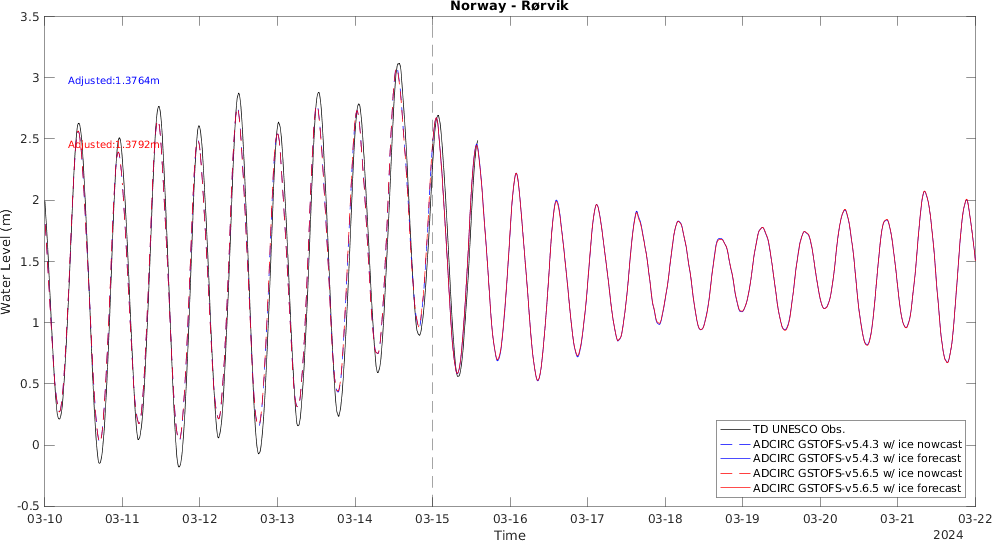 Norway - Rørvik
3.5
3
2.5
2
1.5
1
0.5
0
-0.5
Water Level (m)
Adjusted:1.3764m
Adjusted:1.3792m
TD UNESCO Obs.
ADCIRC GSTOFS-v5.4.3 w/ ice nowcast
ADCIRC GSTOFS-v5.4.3 w/ ice forecast
ADCIRC GSTOFS-v5.6.5 w/ ice nowcast
ADCIRC GSTOFS-v5.6.5 w/ ice forecast
03-10 03-11 03-12 03-13 03-14 03-15 03-16 03-17 03-18 03-19 03-20 03-21 03-22
Time
2024